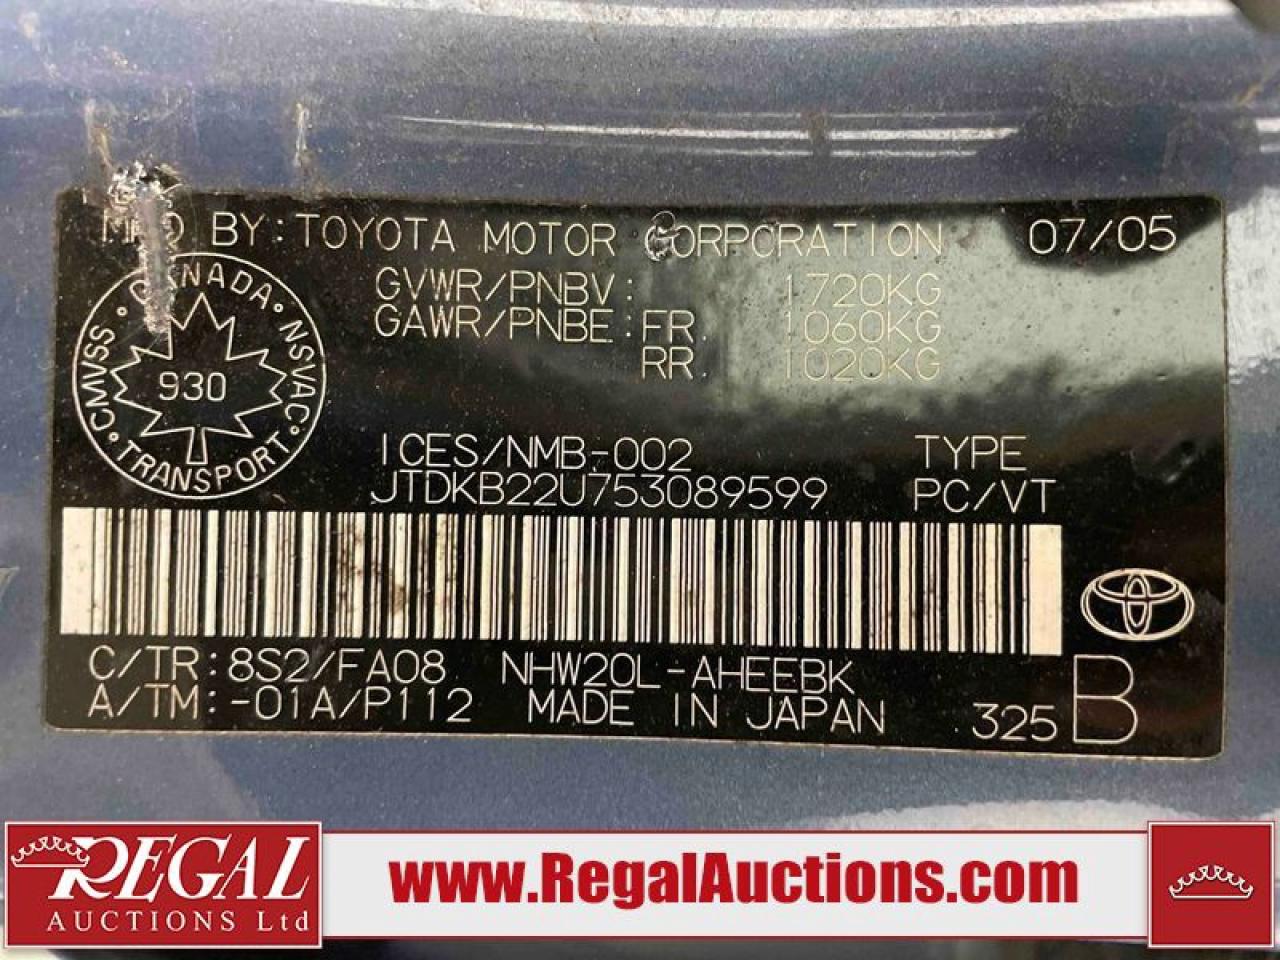 MFD BY: TOYOTA MOTOR CORPORATION 07/05
GVWR/PNBV: 1720KG
GAWR/PNBE: FR. 1060KG
RR. 1020KG
CANADA · NSVAC · TRANSPORT · CMVSS
930
ICES/NMB-002 TYPE
JTDKB22U753089599 PC/VT
C/TR: 8S2/FA08 NHW20L-AHEEBK
A/TM: -01A/P112 MADE IN JAPAN 325 B
REGAL
AUCTIONS Ltd
www.RegalAuctions.com